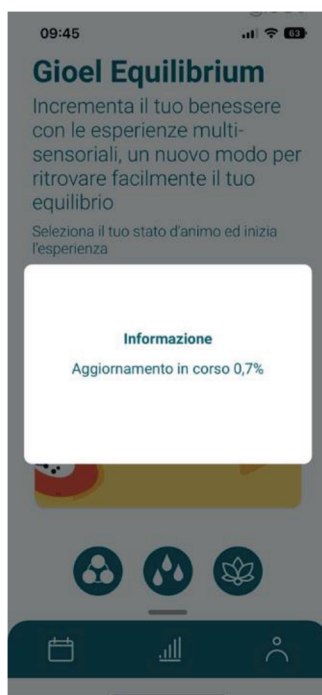 09:45
63
Gioel Equilibrium
Incrementa il tuo benessere
con le esperienze multi-
sensoriali, un nuovo modo per
ritrovare facilmente il tuo
equilibrio
Seleziona il tuo stato d'animo ed inizia
l'esperienza
Informazione
Aggiornamento in corso 0,7%